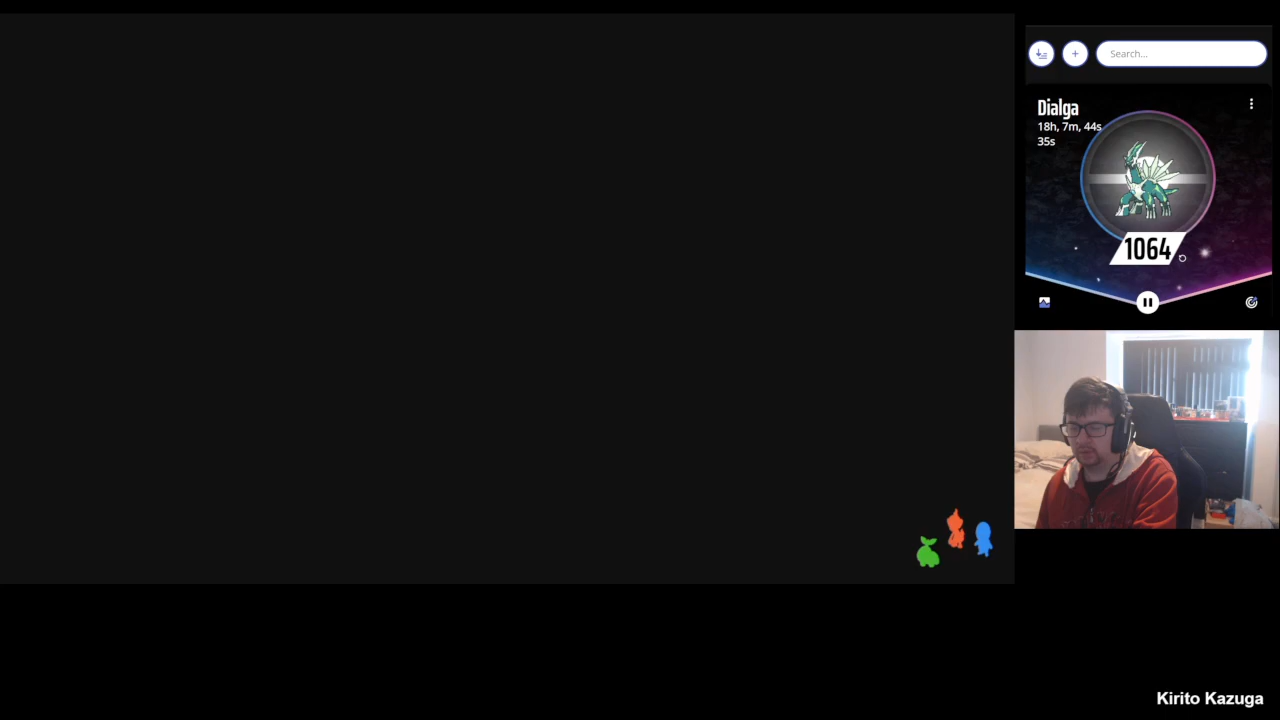 Search...
Dialga
18h, 7m, 44s
35s
1064
Kirito Kazuga